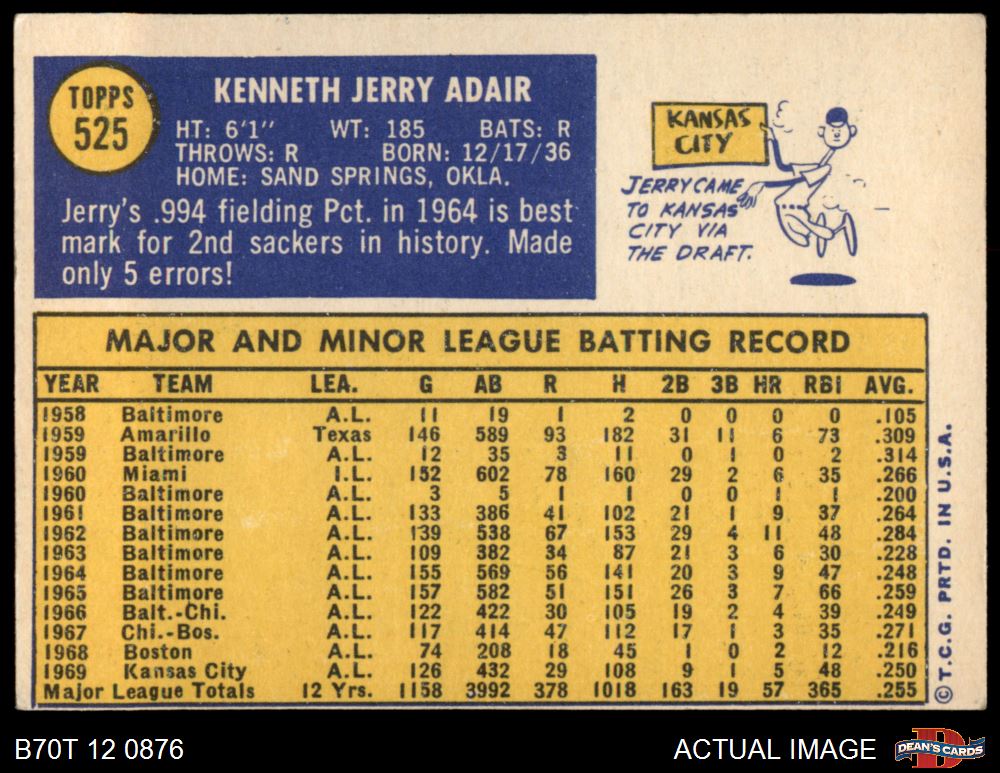 TOPPS
525
KENNETH JERRY ADAIR
HT: 6'1" WT: 185 BATS: R
THROWS: R BORN: 12/17/36
HOME: SAND SPRINGS, OKLA.
Jerry's .994 fielding Pct. in 1964 is best
mark for 2nd sackers in history. Made
only 5 errors!
KANSAS
CITY
JERRY CAME
TO KANSAS
CITY VIA
THE DRAFT.
MAJOR AND MINOR LEAGUE BATTING RECORD
YEAR TEAM LEA. G AB R H 2B 3B HR RBI AVG.
1958 Baltimore A.L. 11 19 1 2 0 0 0 0 .105
1959 Amarillo Texas 146 589 93 182 31 11 6 73 .309
1959 Baltimore A.L. 12 35 3 11 0 1 0 2 .314
1960 Miami I.L. 152 602 78 160 29 2 6 35 .266
1960 Baltimore A.L. 3 5 1 1 0 0 1 1 .200
1961 Baltimore A.L. 133 386 41 102 21 1 9 37 .264
1962 Baltimore A.L. 139 538 67 153 29 4 11 48 .284
1963 Baltimore A.L. 109 382 34 87 21 3 6 30 .228
1964 Baltimore A.L. 155 569 56 141 20 3 9 47 .248
1965 Baltimore A.L. 157 582 51 151 26 3 7 66 .259
1966 Balt.-Chi. A.L. 122 422 30 105 19 2 4 39 .249
1967 Chi.-Bos. A.L. 117 414 47 112 17 1 3 35 .271
1968 Boston A.L. 74 208 18 45 1 0 2 12 .216
1969 Kansas City A.L. 126 432 29 108 9 1 5 48 .250
Major League Totals 12 Yrs. 1158 3992 378 1018 163 19 57 365 .255
©T.C.G. PRTD. IN U.S.A.
B70T 12 0876
ACTUAL IMAGE
DEAN'S CARDS